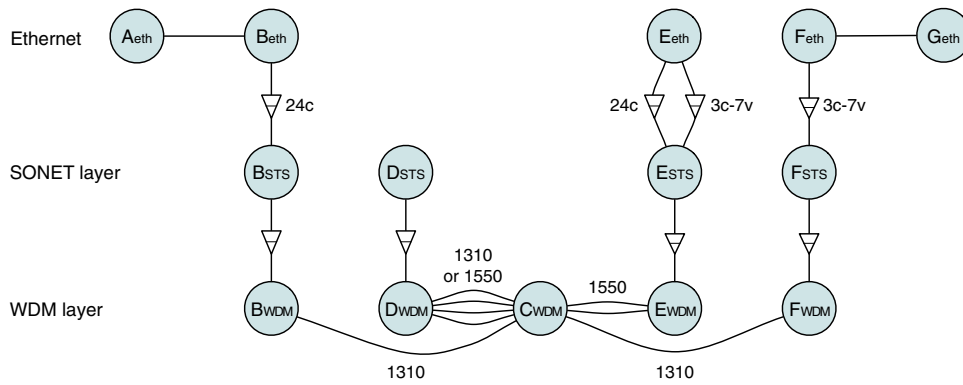 Ethernet Aeth Beth Eeth Feth Geth
24c 24c 3c-7v 3c-7v
SONET layer BSTS DSTS ESTS FSTS
1310
or 1550
1550
WDM layer BWDM DWDM CWDM EWDM FWDM
1310 1310